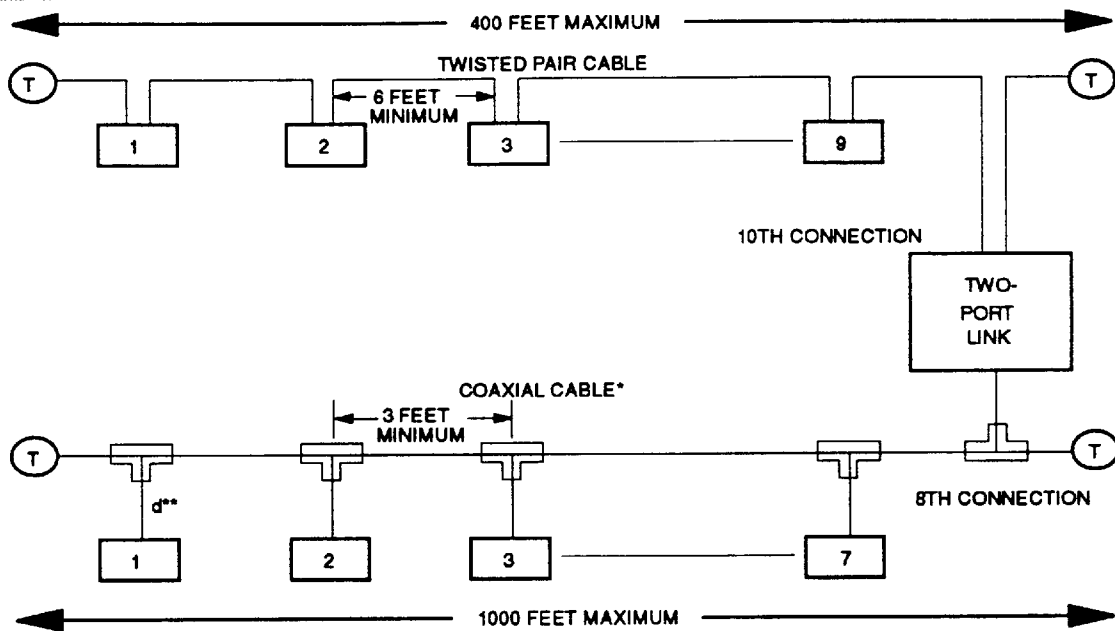 400 FEET MAXIMUM
TWISTED PAIR CABLE
T
T
6 FEET
MINIMUM
1
2
3
9
10TH CONNECTION
TWO-
PORT
LINK
COAXIAL CABLE*
3 FEET
MINIMUM
T
T
d**
8TH CONNECTION
1
2
3
7
1000 FEET MAXIMUM